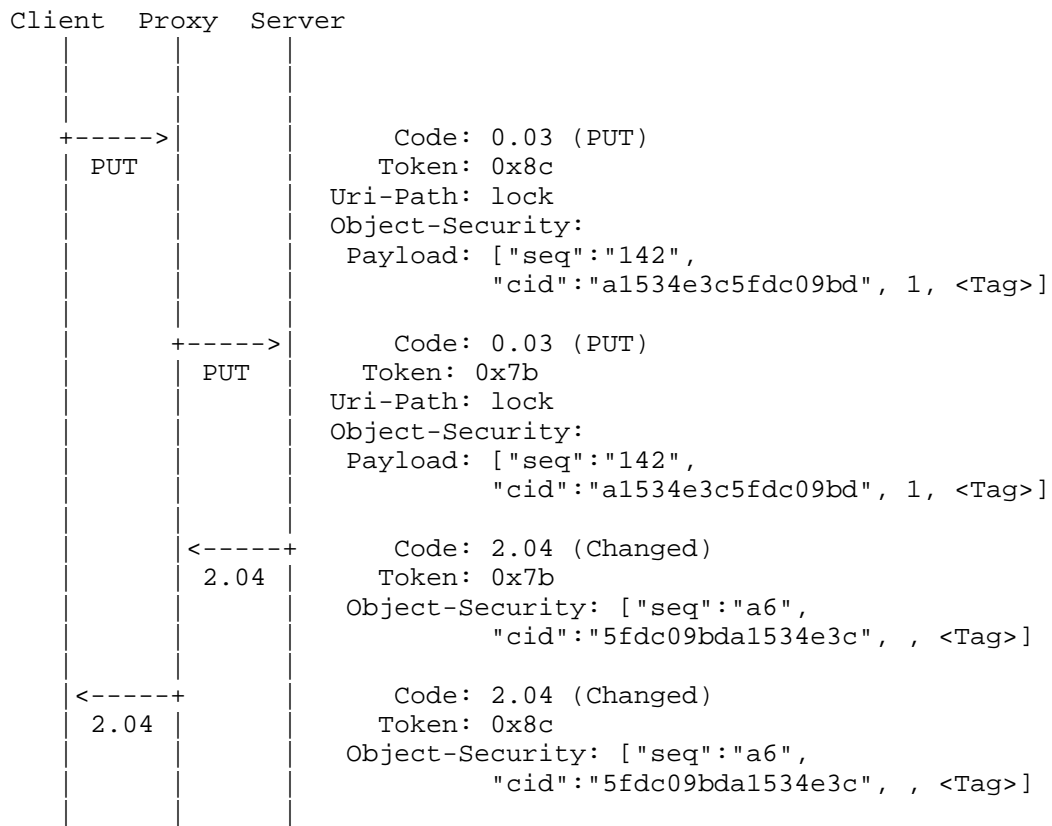 Client Proxy Server
+----->| Code: 0.03 (PUT)
PUT Token: 0x8c
Uri-Path: lock
Object-Security:
Payload: ["seq":"142",
"cid":"a1534e3c5fdc09bd", 1, <Tag>]
+-----> Code: 0.03 (PUT)
PUT Token: 0x7b
Uri-Path: lock
Object-Security:
Payload: ["seq":"142",
"cid":"a1534e3c5fdc09bd", 1, <Tag>]
<-----+ Code: 2.04 (Changed)
2.04 Token: 0x7b
Object-Security: ["seq":"a6",
"cid":"5fdc09bda1534e3c", , <Tag>]
<-----+ Code: 2.04 (Changed)
2.04 Token: 0x8c
Object-Security: ["seq":"a6",
"cid":"5fdc09bda1534e3c", , <Tag>]